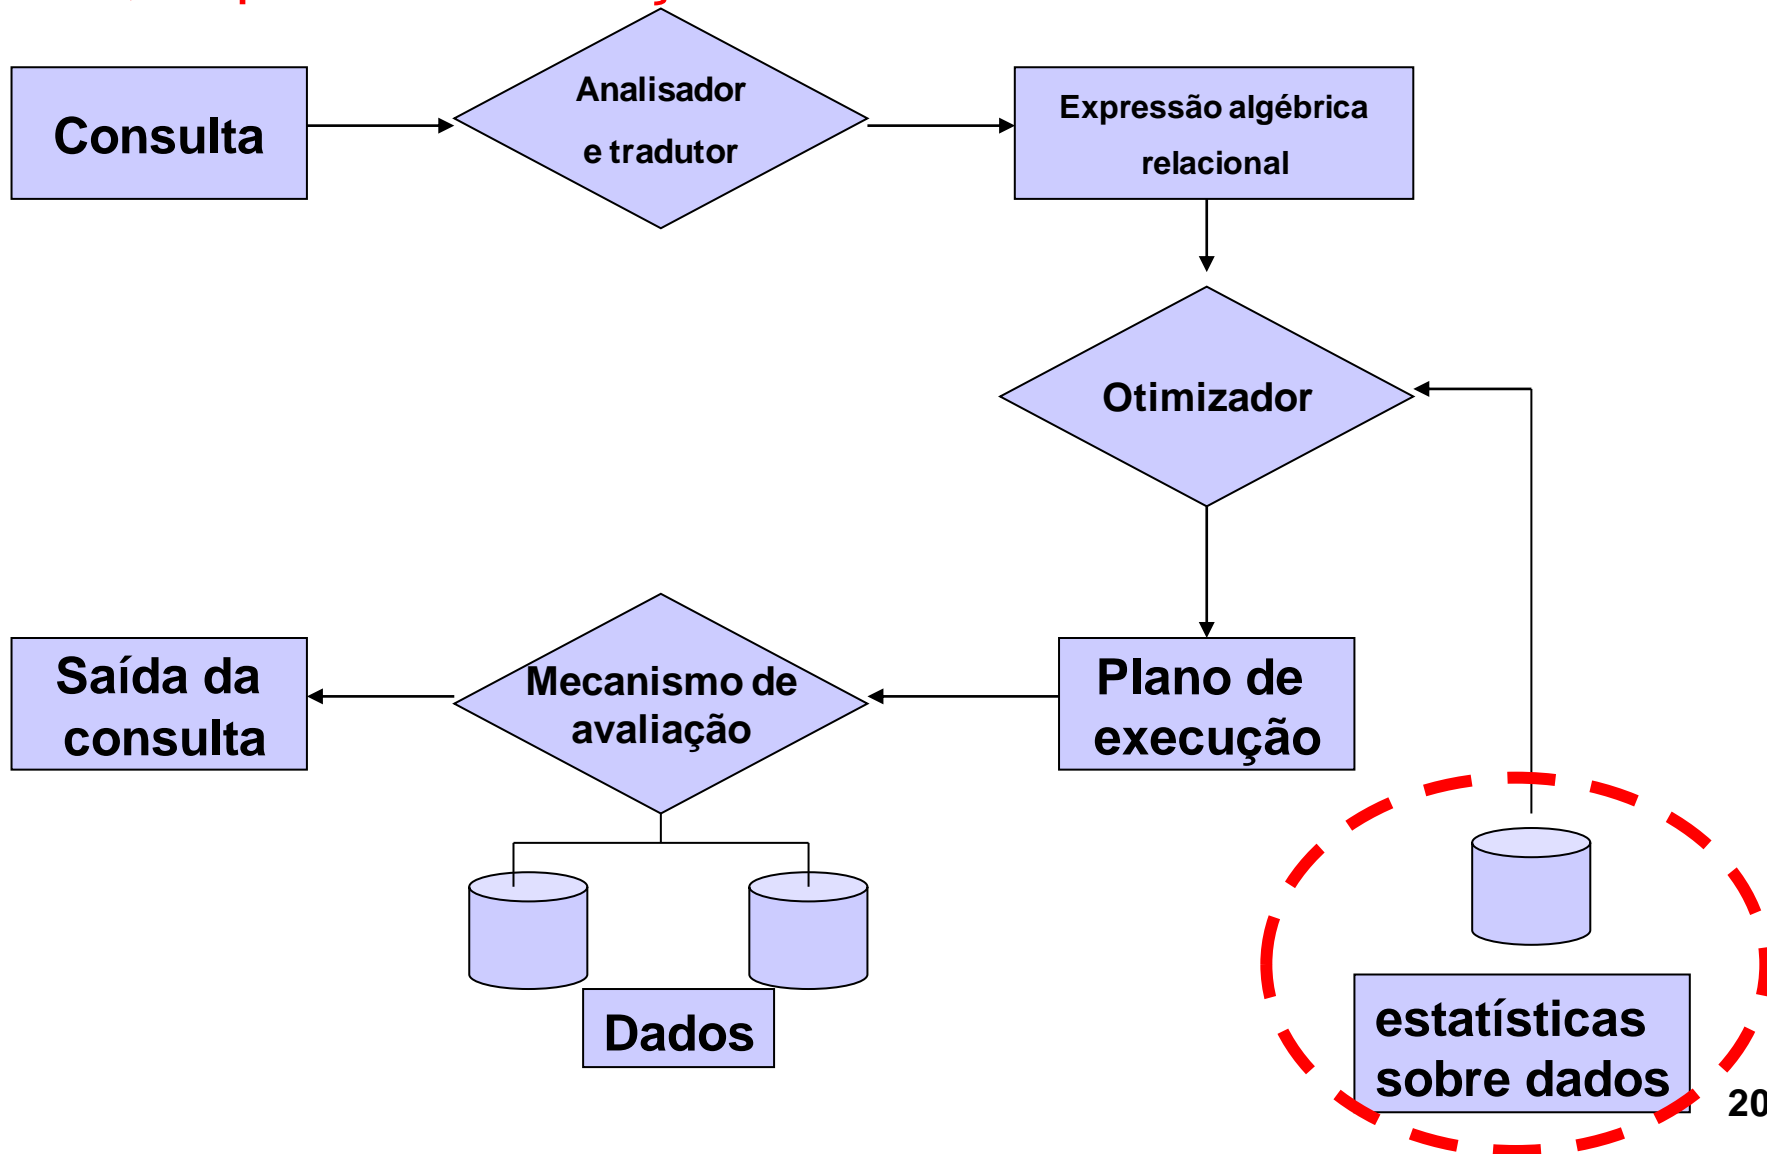 Consulta
Analisador
e tradutor
Expressão algébrica
relacional
Otimizador
Saída da
consulta
Mecanismo de
avaliação
Plano de
execução
Dados
estatísticas
sobre dados
20